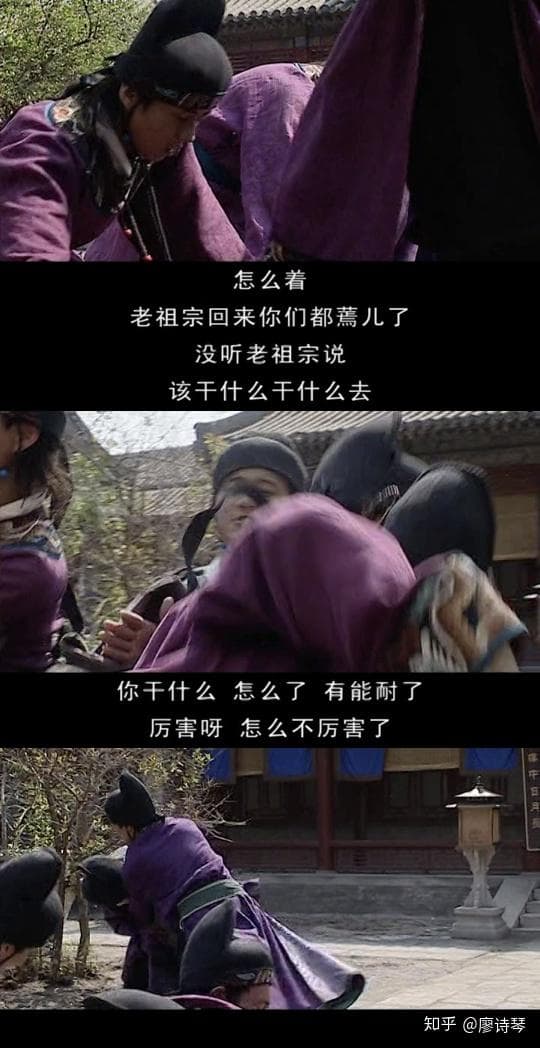 怎么着
老祖宗回来你们都蔫儿了
没听老祖宗说
该干什么干什么去
你干什么 怎么了 有能耐了
厉害呀 怎么不厉害了
知乎 @廖诗琴